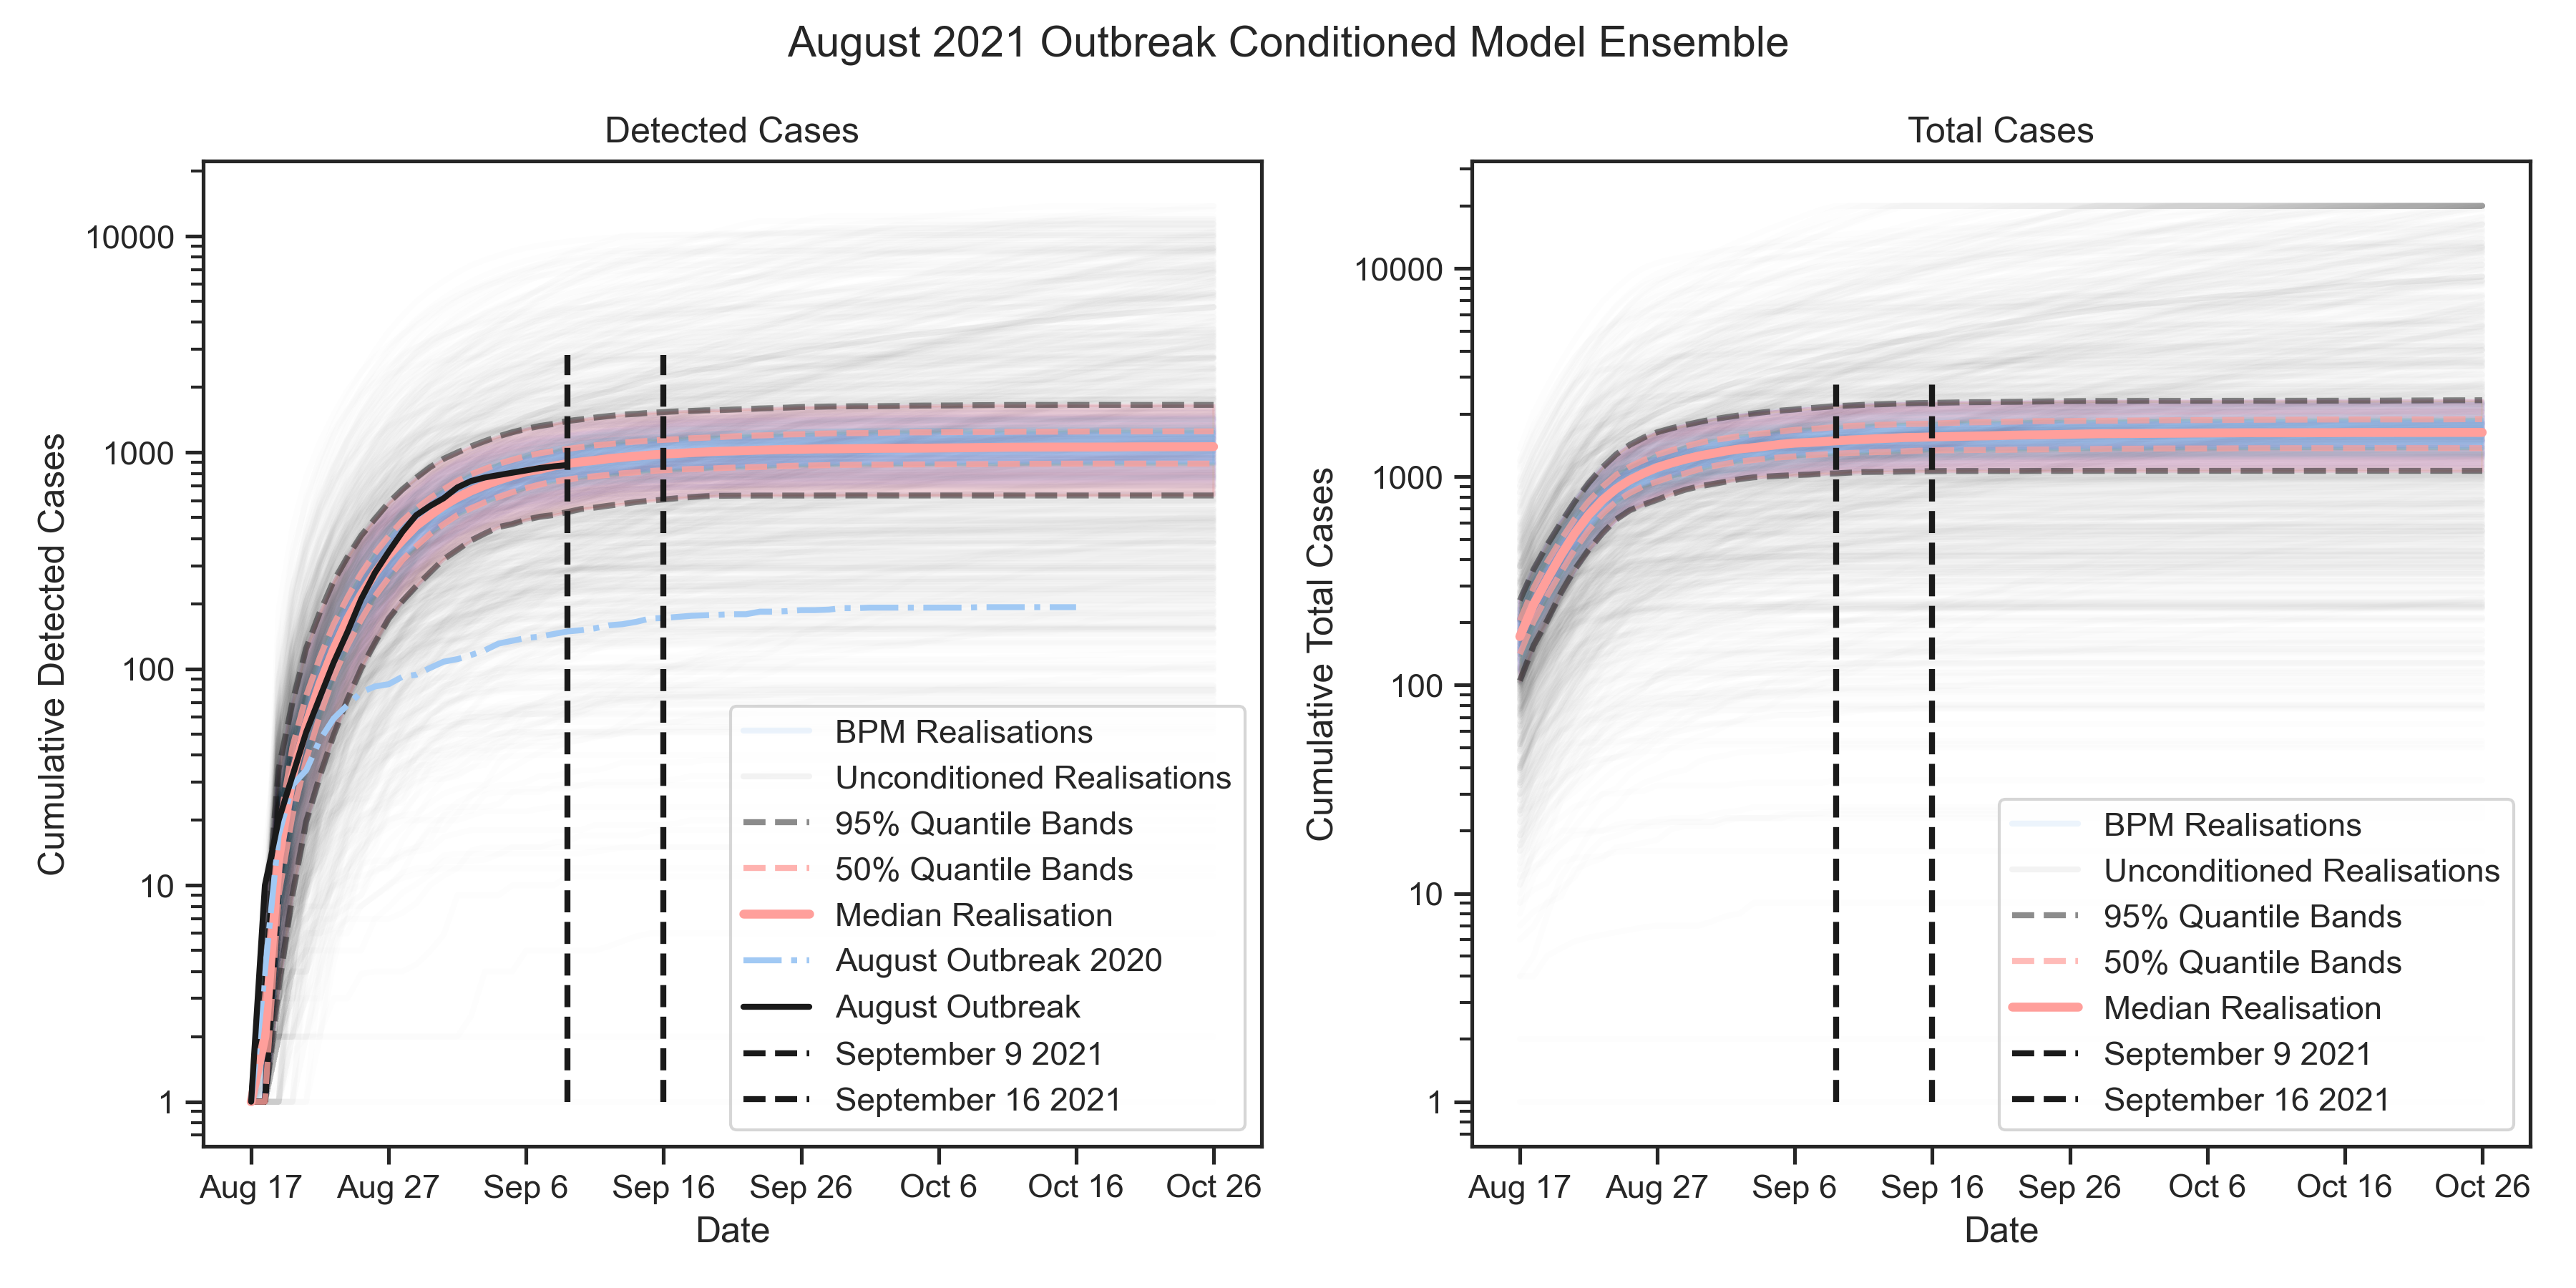 August 2021 Outbreak Conditioned Model Ensemble
Detected Cases
Cumulative Detected Cases
10000
1000
100
10
1
Aug 17 Aug 27 Sep 6 Sep 16 Sep 26 Oct 6 Oct 16 Oct 26
Date
BPM Realisations
Unconditioned Realisations
95% Quantile Bands
50% Quantile Bands
Median Realisation
August Outbreak 2020
August Outbreak
September 9 2021
September 16 2021
Total Cases
Cumulative Total Cases
10000
1000
100
10
1
Aug 17 Aug 27 Sep 6 Sep 16 Sep 26 Oct 6 Oct 16 Oct 26
Date
BPM Realisations
Unconditioned Realisations
95% Quantile Bands
50% Quantile Bands
Median Realisation
September 9 2021
September 16 2021